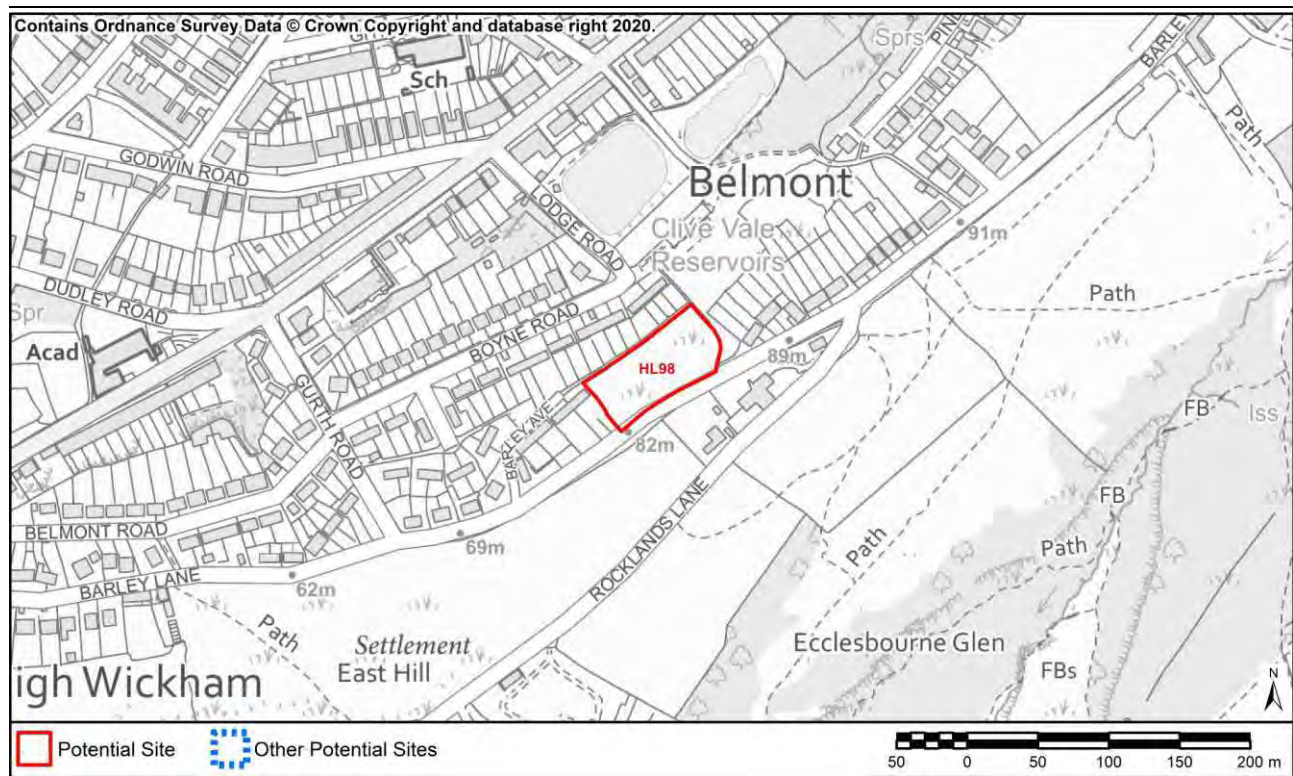 Contains Ordnance Survey Data © Crown Copyright and database right 2020.
Sch
Sprs
BARLEY
GODWIN ROAD
Path
LODGE ROAD
Belmont
Clive Vale
Reservoirs
91m
DUDLEY ROAD
Spr
BOYNE ROAD
Path
Acad
GURTH ROAD
HL98
89m
FB
Iss
BARLEY AVE
82m
FB
BELMONT ROAD
69m
ROCKLANDS LANE
Path
Path
BARLEY LANE
62m
Path
Settlement
East Hill
Ecclesbourne Glen
FBs
igh Wickham
N
Potential Site
Other Potential Sites
50 0 50 100 150 200 m